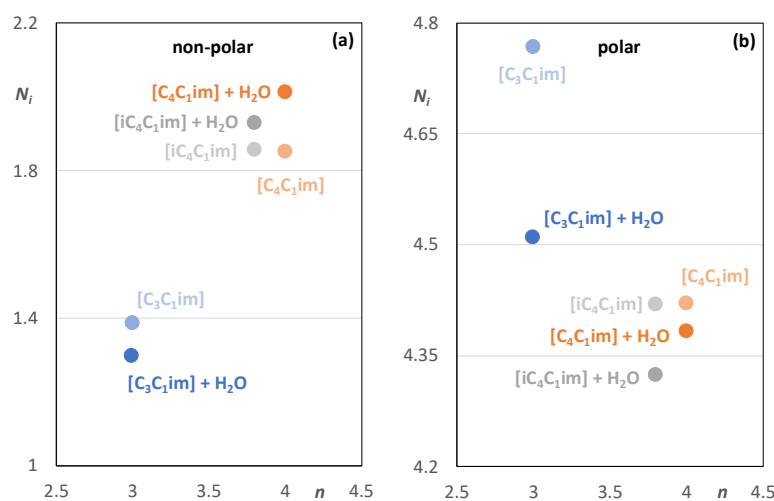 2.2
non-polar
(a)
N_i
[C₄C₁im] + H₂O
[iC₄C₁im] + H₂O
1.8
[iC₄C₁im]
[C₄C₁im]
1.4
[C₃C₁im]
[C₃C₁im] + H₂O
1
2.5
3
3.5
n
4
4.5
4.8
polar
(b)
[C₃C₁im]
N_i
4.65
4.5
[C₃C₁im] + H₂O
[C₄C₁im]
[iC₄C₁im]
[C₄C₁im] + H₂O
4.35
[iC₄C₁im] + H₂O
4.2
2.5
3
3.5
n
4
4.5